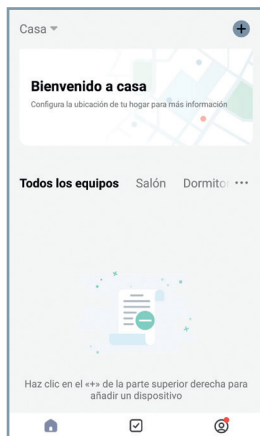 Casa
Bienvenido a casa
Configura la ubicación de tu hogar para más información
Todos los equipos Salón Dormito
Haz clic en el «+» de la parte superior derecha para
añadir un dispositivo